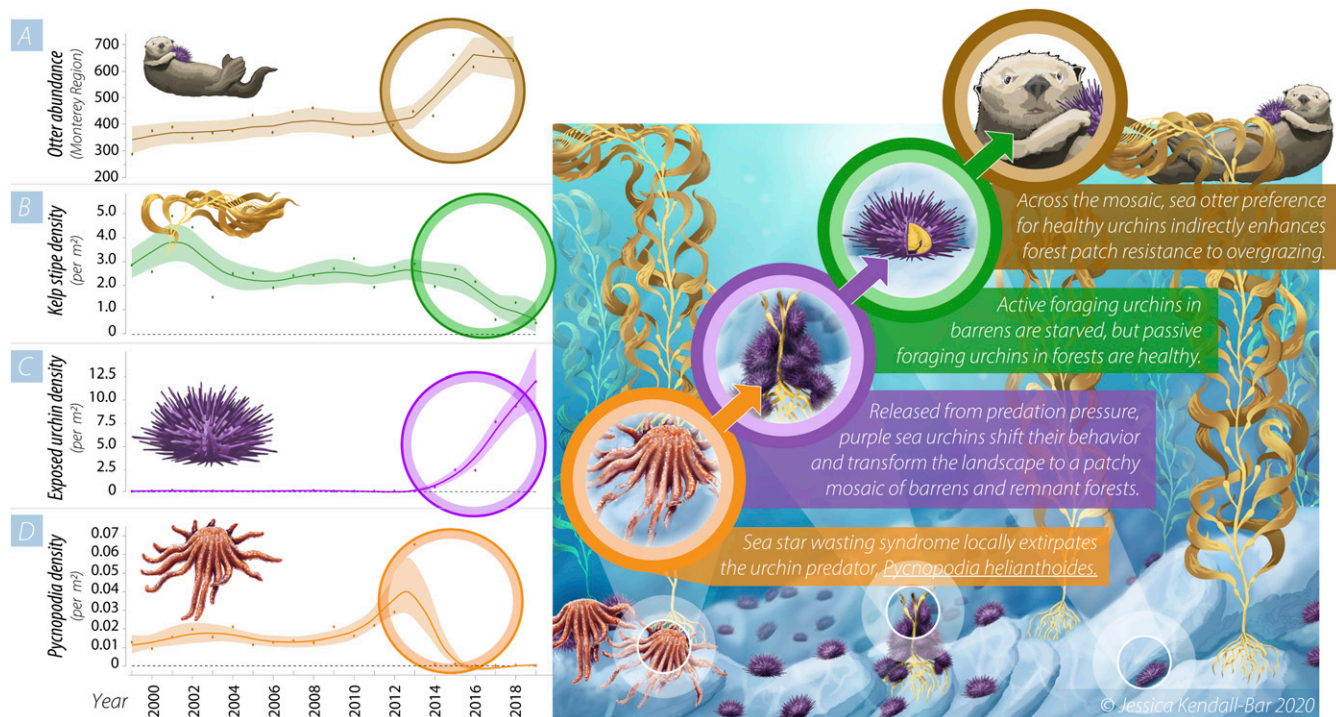 A
Otter abundance
(Monterey Region)
700
600
500
400
300
200
B
Kelp stipe density
(per m²)
5.0
4.0
3.0
2.0
1.0
0
C
Exposed urchin density
(per m²)
12.5
10.0
7.5
5.0
2.5
0
D
Pycnopodia density
(per m²)
0.07
0.06
0.05
0.04
0.03
0.02
0.01
0
Year
2000
2002
2004
2006
2008
2010
2012
2014
2016
2018
Across the mosaic, sea otter preference
for healthy urchins indirectly enhances
forest patch resistance to overgrazing.
Active foraging urchins in
barrens are starved, but passive
foraging urchins in forests are healthy.
Released from predation pressure,
purple sea urchins shift their behavior
and transform the landscape to a patchy
mosaic of barrens and remnant forests.
Sea star wasting syndrome locally extirpates
the urchin predator, Pycnopodia helianthoides.
© Jessica Kendall-Bar 2020